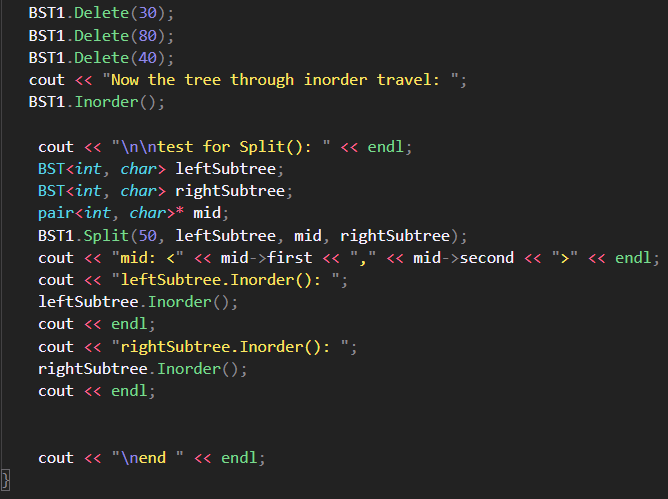 BST1.Delete(30);
BST1.Delete(80);
BST1.Delete(40);
cout << "Now the tree through inorder travel: ";
BST1.Inorder();
cout << "\n\ntest for Split(): " << endl;
BST<int, char> leftSubtree;
BST<int, char> rightSubtree;
pair<int, char>* mid;
BST1.Split(50, leftSubtree, mid, rightSubtree);
cout << "mid: <" << mid->first << "," << mid->second << ">" << endl;
cout << "leftSubtree.Inorder(): ";
leftSubtree.Inorder();
cout << endl;
cout << "rightSubtree.Inorder(): ";
rightSubtree.Inorder();
cout << endl;
cout << "\nend " << endl;
}